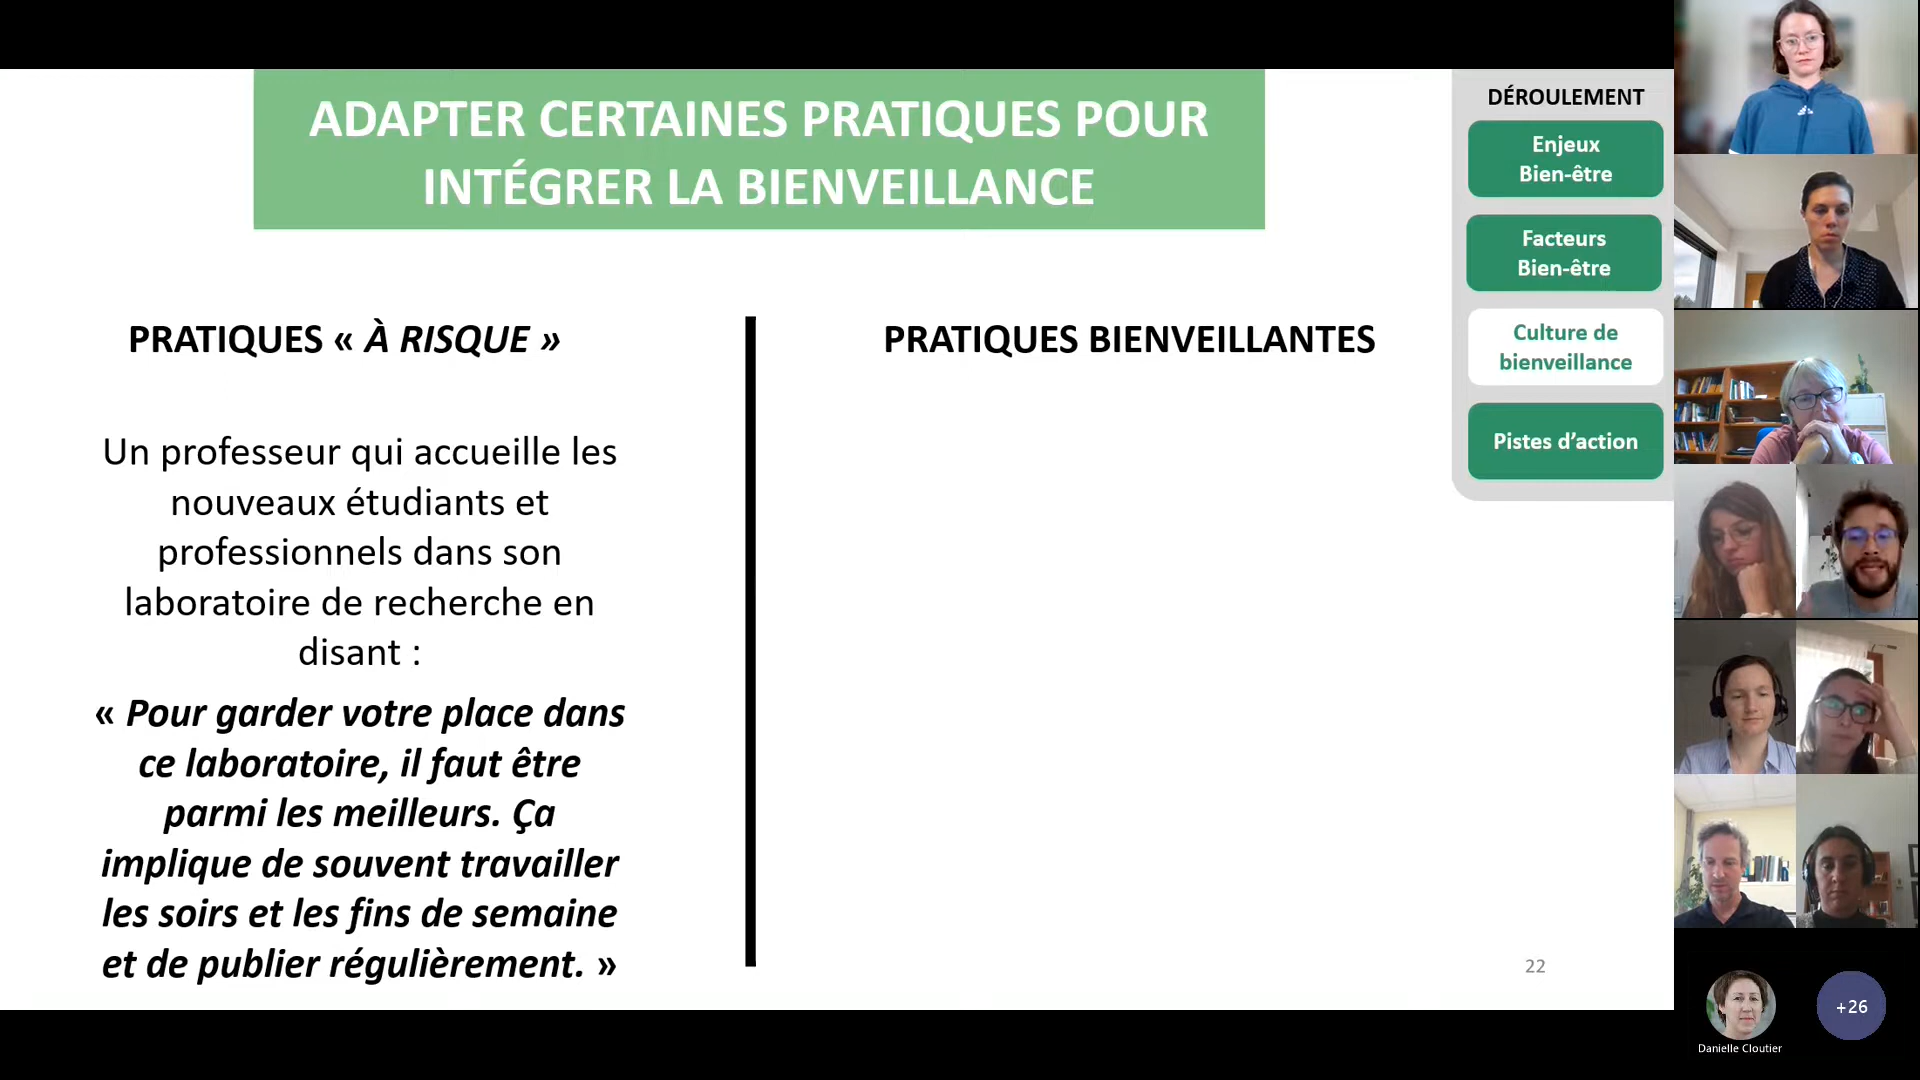 ADAPTER CERTAINES PRATIQUES POUR
INTÉGRER LA BIENVEILLANCE
PRATIQUES « À RISQUE »
Un professeur qui accueille les
nouveaux étudiants et
professionnels dans son
laboratoire de recherche en
disant :
« Pour garder votre place dans
ce laboratoire, il faut être
parmi les meilleurs. Ça
implique de souvent travailler
les soirs et les fins de semaine
et de publier régulièrement. »
PRATIQUES BIENVEILLANTES
22
DÉROULEMENT
Enjeux
Bien-être
Facteurs
Bien-être
Culture de
bienveillance
Pistes d'action
+26
Danielle Cloutier